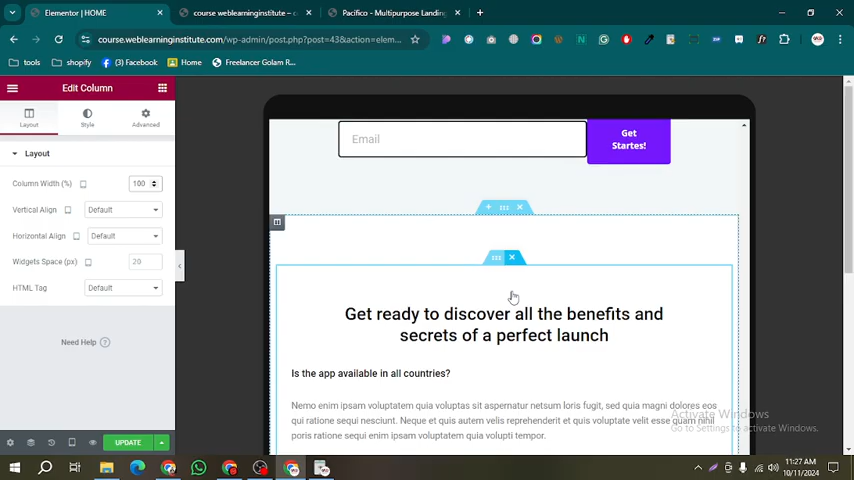 Elementor | HOME
course weblearninginstitute – c
Pacifico - Multipurpose Landing
course.weblearninginstitute.com/wp-admin/post.php?post=43&action=elem...
tools
shopify
(3) Facebook
Home
Freelancer Golam R...
Edit Column
Layout
Style
Advanced
Layout
Column Width (%)
100
Vertical Align
Default
Horizontal Align
Default
Widgets Space (px)
20
HTML Tag
Default
Need Help
UPDATE
Email
Get
Startes!
Get ready to discover all the benefits and
secrets of a perfect launch
Is the app available in all countries?
Nemo enim ipsam voluptatem quia voluptas sit aspernatur netsum loris fugit, sed quia magni dolores eos
qui ratione sequi nesciunt. Neque et quis autem velis reprehenderit et quis voluptatem velit esse quam nihil
poris ratione sequi enim ipsam voluptatem quia volupti tempor.
Activate Windows
Go to Settings to activate Windows.
11:27 AM
10/11/2024